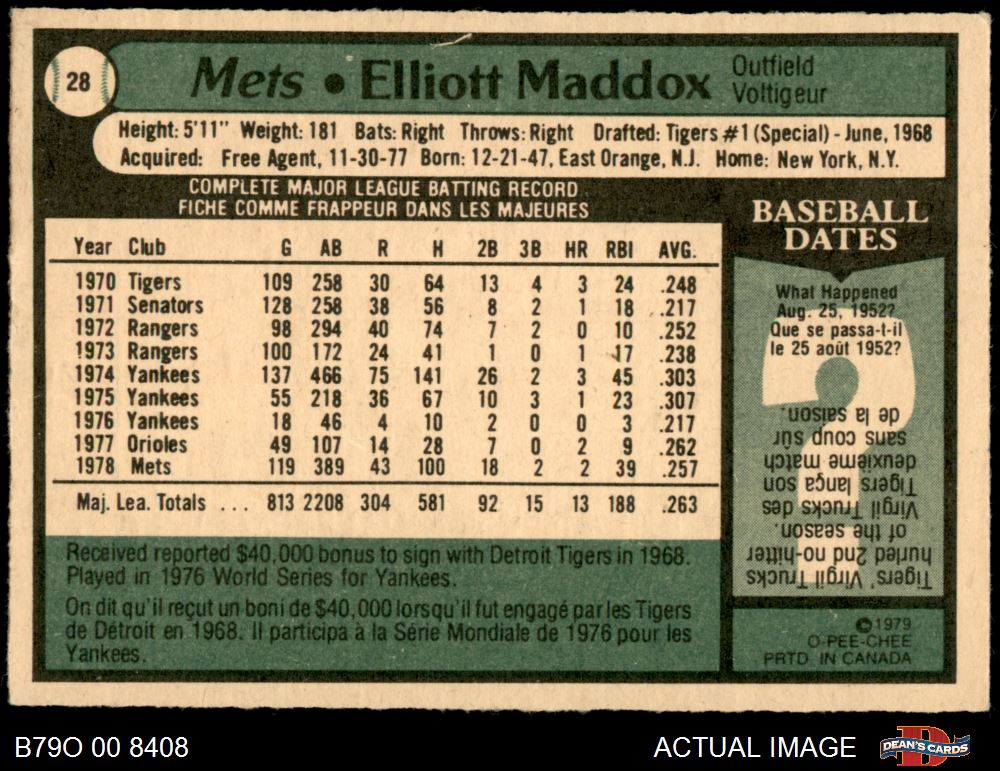 28
Mets • Elliott Maddox
Outfield
Voltigeur
Height: 5'11" Weight: 181 Bats: Right Throws: Right Drafted: Tigers #1 (Special) - June, 1968
Acquired: Free Agent, 11-30-77 Born: 12-21-47, East Orange, N.J. Home: New York, N.Y.
COMPLETE MAJOR LEAGUE BATTING RECORD
FICHE COMME FRAPPEUR DANS LES MAJEURES
Year Club G AB R H 2B 3B HR RBI AVG.
1970 Tigers 109 258 30 64 13 4 3 24 .248
1971 Senators 128 258 38 56 8 2 1 18 .217
1972 Rangers 98 294 40 74 7 2 0 10 .252
1973 Rangers 100 172 24 41 1 0 1 17 .238
1974 Yankees 137 466 75 141 26 2 3 45 .303
1975 Yankees 55 218 36 67 10 3 1 23 .307
1976 Yankees 18 46 4 10 2 0 0 3 .217
1977 Orioles 49 107 14 28 7 0 2 9 .262
1978 Mets 119 389 43 100 18 2 2 39 .257
Maj. Lea. Totals ... 813 2208 304 581 92 15 13 188 .263
Received reported $40,000 bonus to sign with Detroit Tigers in 1968.
Played in 1976 World Series for Yankees.
On dit qu'il reçut un boni de $40,000 lorsqu'il fut engagé par les Tigers
de Détroit en 1968. Il participa à la Série Mondiale de 1976 pour les
Yankees.
BASEBALL
DATES
What Happened
Aug. 25, 1952?
Que se passa-t-il
le 25 août 1952?
Tigers' Virgil Trucks
hurled 2nd no-hitter
of the season.
Virgil Trucks des
Tigers lança son
deuxième match
sans coup sûr
de la saison.
©1979
O-PEE-CHEE
PRTD IN CANADA
B79O 00 8408
ACTUAL IMAGE
D
DEAN'S CARDS